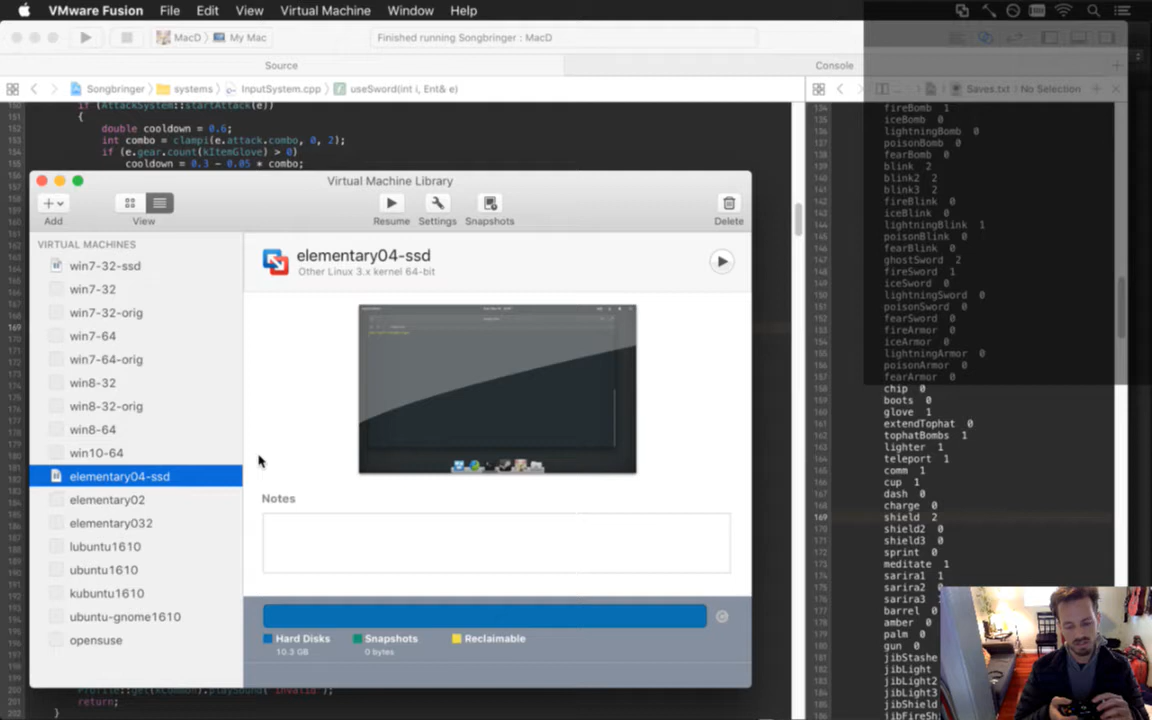 VMware Fusion File Edit View Virtual Machine Window Help
MacD 〉 My Mac
Finished running Songbringer : MacD
Source
Console
Songbringer 〉 systems 〉 InputSystem.cpp 〉 useSword(int i, Ent& e)
Saves.txt 〉 No Selection
if (AttackSystem::startAttack(e))
{
double cooldown = 0.6;
int combo = clampi(e.attack.combo, 0, 2);
if (e.gear.count(kItemGlove) > 0)
cooldown = 0.3 - 0.05 * combo;
Virtual Machine Library
Add
View
Resume
Settings
Snapshots
Delete
VIRTUAL MACHINES
win7-32-ssd
win7-32
win7-32-orig
win7-64
win7-64-orig
win8-32
win8-32-orig
win8-64
win10-64
elementary04-ssd
elementary02
elementary032
lubuntu1610
ubuntu1610
kubuntu1610
ubuntu-gnome1610
opensuse
elementary04-ssd
Other Linux 3.x kernel 64-bit
Notes
Hard Disks
10.3 GB
Snapshots
0 bytes
Reclaimable
return;
}
fireBomb 1
iceBomb 0
lightningBomb 0
poisonBomb 0
fearBomb 0
blink 2
blink2 2
blink3 2
fireBlink 0
iceBlink 0
lightningBlink 1
poisonBlink 0
fearBlink 0
ghostSword 2
fireSword 1
iceSword 0
lightningSword 0
poisonSword 0
fearSword 0
fireArmor 0
iceArmor 0
lightningArmor 0
poisonArmor 0
fearArmor 0
chip 0
boots 0
glove 1
extendTophat 0
tophatBombs 1
lighter 1
teleport 1
comm 1
cup 1
dash 0
charge 0
shield 2
shield2 0
shield3 0
sprint 0
meditate 1
sarira1 1
sarira2
sarira3
barrel
amber
palm
gun
jibStashe
jibLight
jibLight2
jibLight3
jibShield
jibFireSh